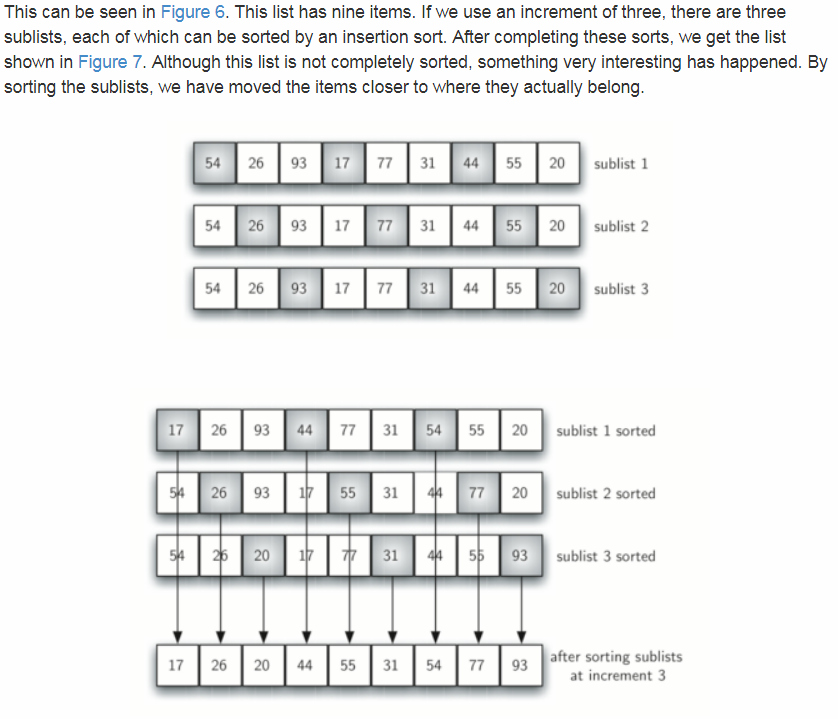 This can be seen in Figure 6. This list has nine items. If we use an increment of three, there are three
sublists, each of which can be sorted by an insertion sort. After completing these sorts, we get the list
shown in Figure 7. Although this list is not completely sorted, something very interesting has happened. By
sorting the sublists, we have moved the items closer to where they actually belong.
54 26 93 17 77 31 44 55 20 sublist 1
54 26 93 17 77 31 44 55 20 sublist 2
54 26 93 17 77 31 44 55 20 sublist 3
17 26 93 44 77 31 54 55 20 sublist 1 sorted
54 26 93 17 55 31 44 77 20 sublist 2 sorted
54 26 20 17 77 31 44 55 93 sublist 3 sorted
17 26 20 44 55 31 54 77 93 after sorting sublists
at increment 3